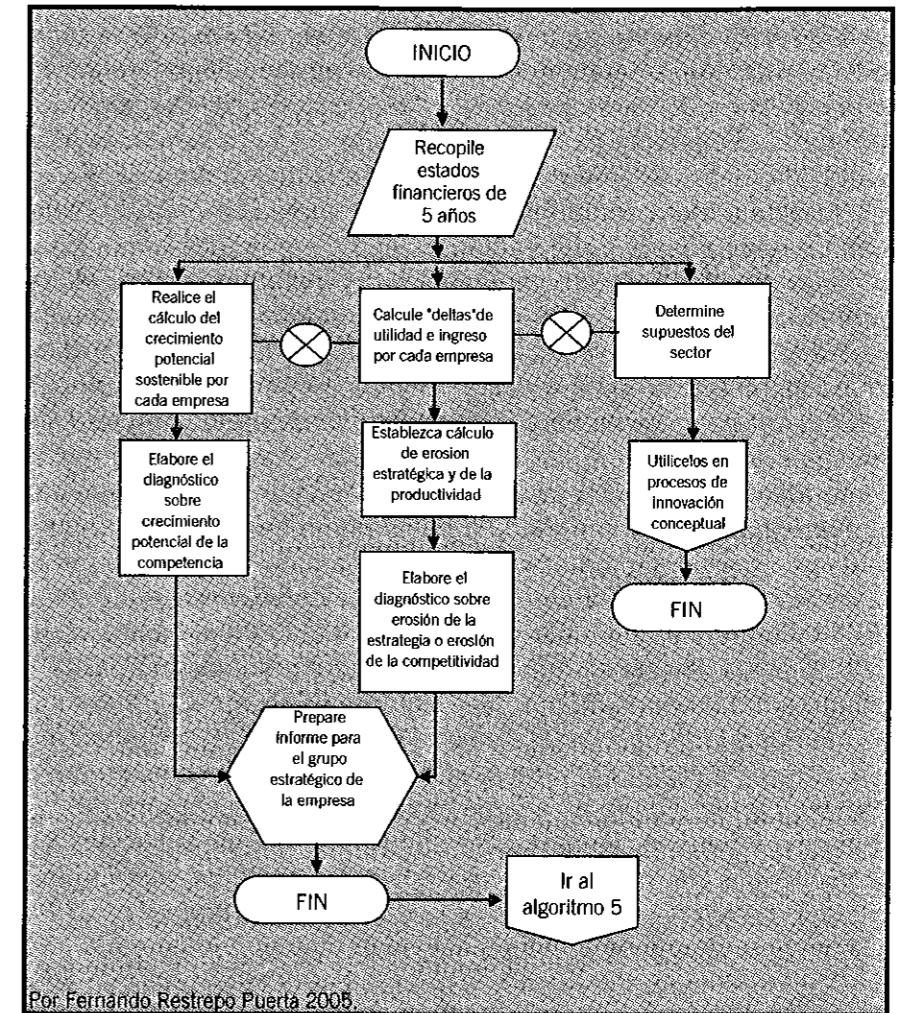 INICIO
Recopile
estados
financieros de
5 años
Realice el
cálculo del
crecimiento
potencial
sostenible por
cada empresa
Calcule "deltas"de
utilidad e ingreso
por cada empresa
Determine
supuestos del
sector
Elabore el
diagnóstico
sobre
crecimiento
potencial de la
competencia
Establezca cálculo
de erosion
estratégica y de la
productividad
Utilícelos en
procesos de
innovación
conceptual
Elabore el
diagnóstico sobre
erosión de la
estrategia o erosión
de la competitividad
FIN
Prepare
informe para
el grupo
estratégico de
la empresa
FIN
Ir al
algoritmo 5
Por Fernando Restrepo Puerta 2005.